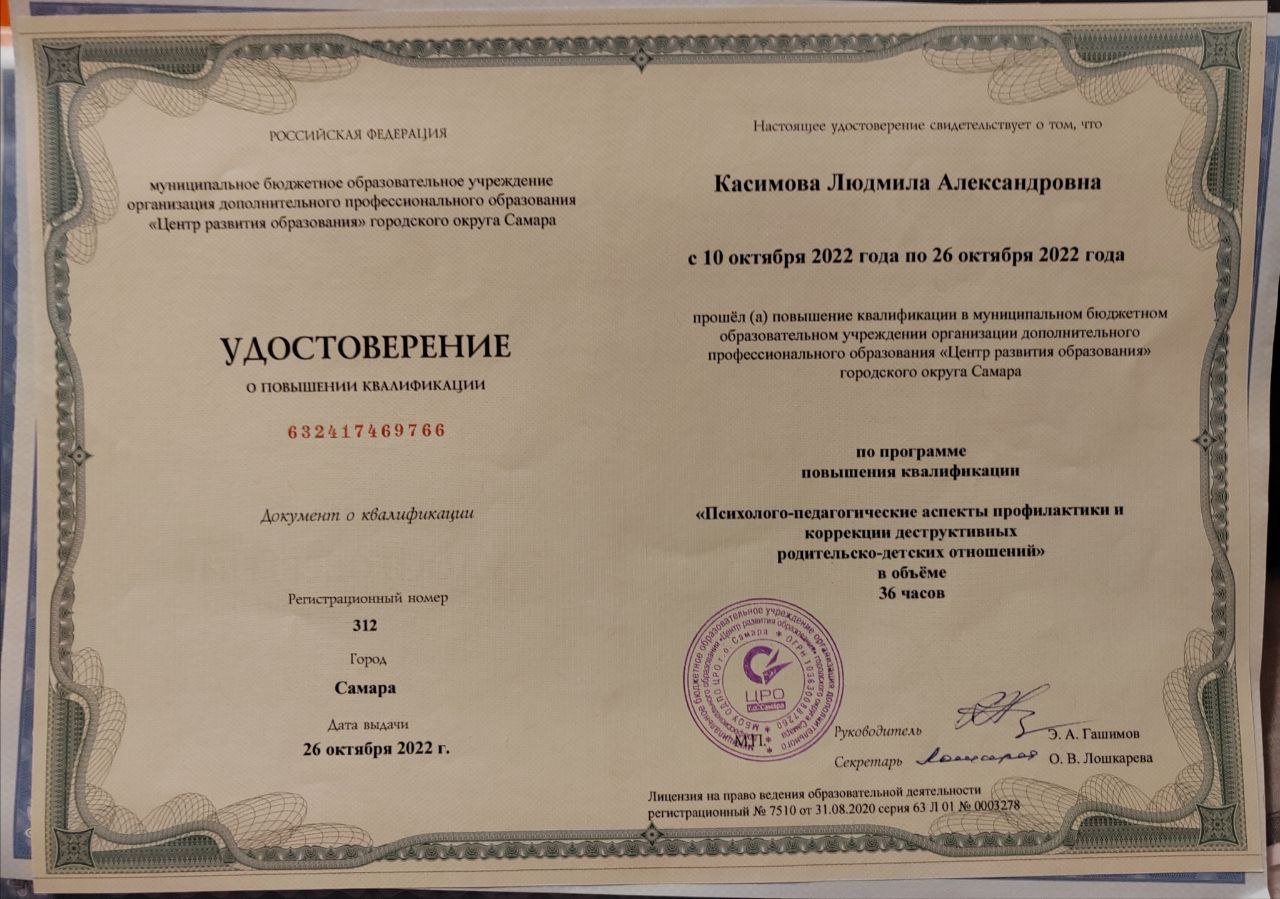 РОССИЙСКАЯ ФЕДЕРАЦИЯ
муниципальное бюджетное образовательное учреждение
организация дополнительного профессионального образования
«Центр развития образования» городского округа Самара
УДОСТОВЕРЕНИЕ
О ПОВЫШЕНИИ КВАЛИФИКАЦИИ
632417469766
Документ о квалификации
Регистрационный номер
312
Город
Самара
Дата выдачи
26 октября 2022 г.
Настоящее удостоверение свидетельствует о том, что
Касимова Людмила Александровна
с 10 октября 2022 года по 26 октября 2022 года
прошёл (а) повышение квалификации в муниципальном бюджетном
образовательном учреждении организации дополнительного
профессионального образования «Центр развития образования»
городского округа Самара
по программе
повышения квалификации
«Психолого-педагогические аспекты профилактики и
коррекции деструктивных
родительско-детских отношений»
в объёме
36 часов
ЦРО
г.о. Самара
М.П.
Руководитель Э. А. Гашимов
Секретарь Лошкарева О. В. Лошкарева
Лицензия на право ведения образовательной деятельности
регистрационный № 7510 от 31.08.2020 серия 63 Л 01 № 0003278